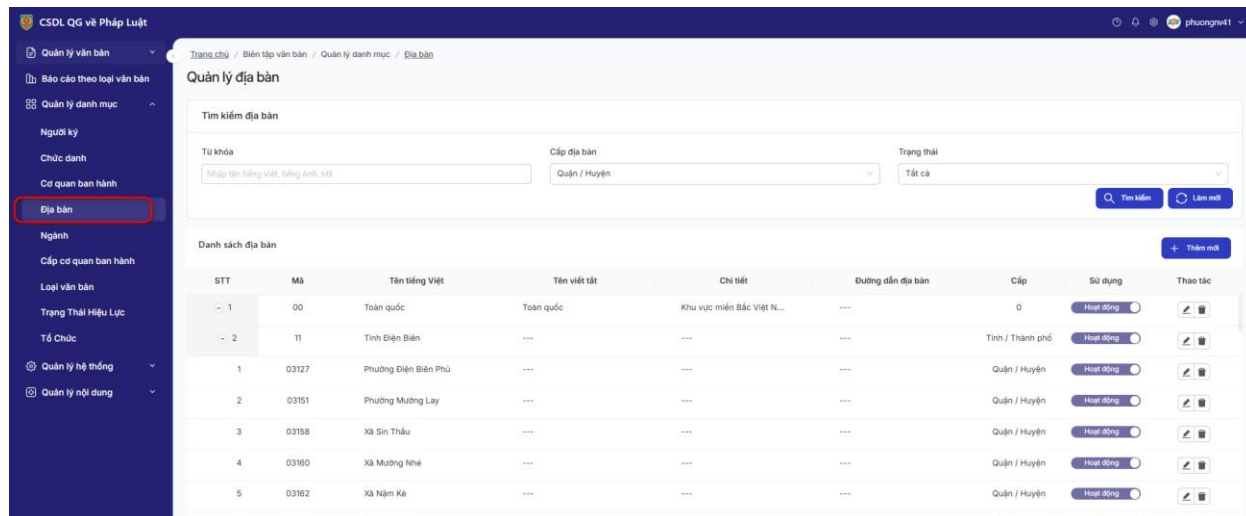 CSDL QG về Pháp Luật
phuongnv41
Quản lý văn bản
Báo cáo theo loại văn bản
Quản lý danh mục
Người ký
Chức danh
Cơ quan ban hành
Địa bàn
Ngành
Cấp cơ quan ban hành
Loại văn bản
Trạng Thái Hiệu Lực
Tổ Chức
Quản lý hệ thống
Quản lý nội dung
Trang chủ / Biên tập văn bản / Quản lý danh mục / Địa bàn
Quản lý địa bàn
Tìm kiếm địa bàn
Từ khóa Cấp địa bàn Trạng thái
Nhập tên tiếng Việt, tiếng Anh, Mã Quận / Huyện Tất cả
Tìm kiếm Làm mới
Danh sách địa bàn + Thêm mới
STT Mã Tên tiếng Việt Tên viết tắt Chi tiết Đường dẫn địa bàn Cấp Sử dụng Thao tác
1 00 Toàn quốc Toàn quốc Khu vực miền Bắc Việt N... --- 0 Hoạt động
2 11 Tỉnh Điện Biên --- --- --- Tỉnh / Thành phố Hoạt động
1 03127 Phường Điện Biên Phủ --- --- --- Quận / Huyện Hoạt động
2 03151 Phường Mường Lay --- --- --- Quận / Huyện Hoạt động
3 03158 Xã Sín Thầu --- --- --- Quận / Huyện Hoạt động
4 03160 Xã Mường Nhé --- --- --- Quận / Huyện Hoạt động
5 03162 Xã Nậm Kè --- --- --- Quận / Huyện Hoạt động